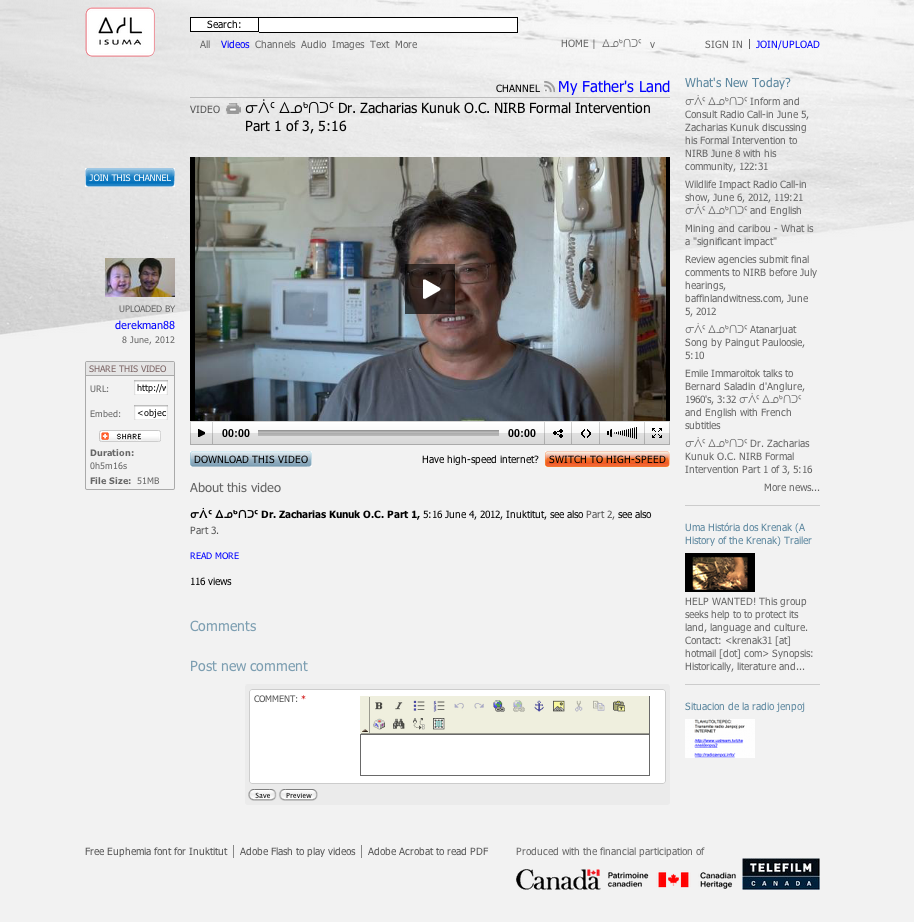 ᐃᓱᒪ
ISUMA
Search:
All Videos Channels Audio Images Text More
HOME | ᐃᓄᒃᑎᑐᑦ v
SIGN IN | JOIN/UPLOAD
CHANNEL My Father's Land
VIDEO ᓂᐲᑦ ᐃᓄᒃᑎᑐᑦ Dr. Zacharias Kunuk O.C. NIRB Formal Intervention
Part 1 of 3, 5:16
JOIN THIS CHANNEL
UPLOADED BY
derekman88
8 June, 2012
SHARE THIS VIDEO
URL: http://v
Embed: <objec
SHARE
Duration:
0h5m16s
File Size: 51MB
00:00 00:00
DOWNLOAD THIS VIDEO
Have high-speed internet? SWITCH TO HIGH-SPEED
About this video
ᓂᐲᑦ ᐃᓄᒃᑎᑐᑦ Dr. Zacharias Kunuk O.C. Part 1, 5:16 June 4, 2012, Inuktitut, see also Part 2, see also
Part 3.
READ MORE
116 views
Comments
Post new comment
COMMENT: *
B I
Save Preview
What's New Today?
ᓂᐲᑦ ᐃᓄᒃᑎᑐᑦ Inform and
Consult Radio Call-in June 5,
Zacharias Kunuk discussing
his Formal Intervention to
NIRB June 8 with his
community, 122:31
Wildlife Impact Radio Call-in
show, June 6, 2012, 119:21
ᓂᐲᑦ ᐃᓄᒃᑎᑐᑦ and English
Mining and caribou - What is
a "significant impact"
Review agencies submit final
comments to NIRB before July
hearings,
baffinlandwitness.com, June
5, 2012
ᓂᐲᑦ ᐃᓄᒃᑎᑐᑦ Atanarjuat
Song by Paingut Pauloosie,
5:10
Emile Immaroitok talks to
Bernard Saladin d'Anglure,
1960's, 3:32 ᓂᐲᑦ ᐃᓄᒃᑎᑐᑦ
and English with French
subtitles
ᓂᐲᑦ ᐃᓄᒃᑎᑐᑦ Dr. Zacharias
Kunuk O.C. NIRB Formal
Intervention Part 1 of 3, 5:16
More news...
Uma História dos Krenak (A
History of the Krenak) Trailer
HELP WANTED! This group
seeks help to to protect its
land, language and culture.
Contact: <krenak31 [at]
hotmail [dot] com> Synopsis:
Historically, literature and...
Situacion de la radio jenpoj
TLAHUTOLTEPEC:
Transmite radio Jenpoj por
INTERNET
http://radiojenpoj.info/
Free Euphemia font for Inuktitut | Adobe Flash to play videos | Adobe Acrobat to read PDF
Produced with the financial participation of
Canada
Patrimoine
canadien
Canadian
Heritage
TELEFILM
CANADA